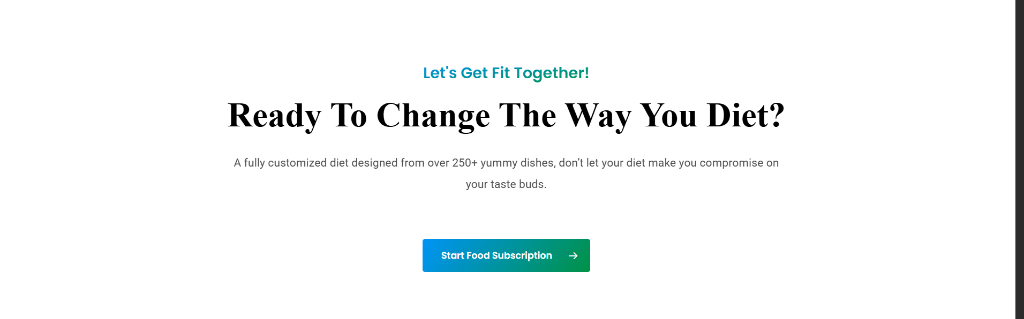 Let's Get Fit Together!
Ready To Change The Way You Diet?
A fully customized diet designed from over 250+ yummy dishes, don't let your diet make you compromise on
your taste buds.
Start Food Subscription →